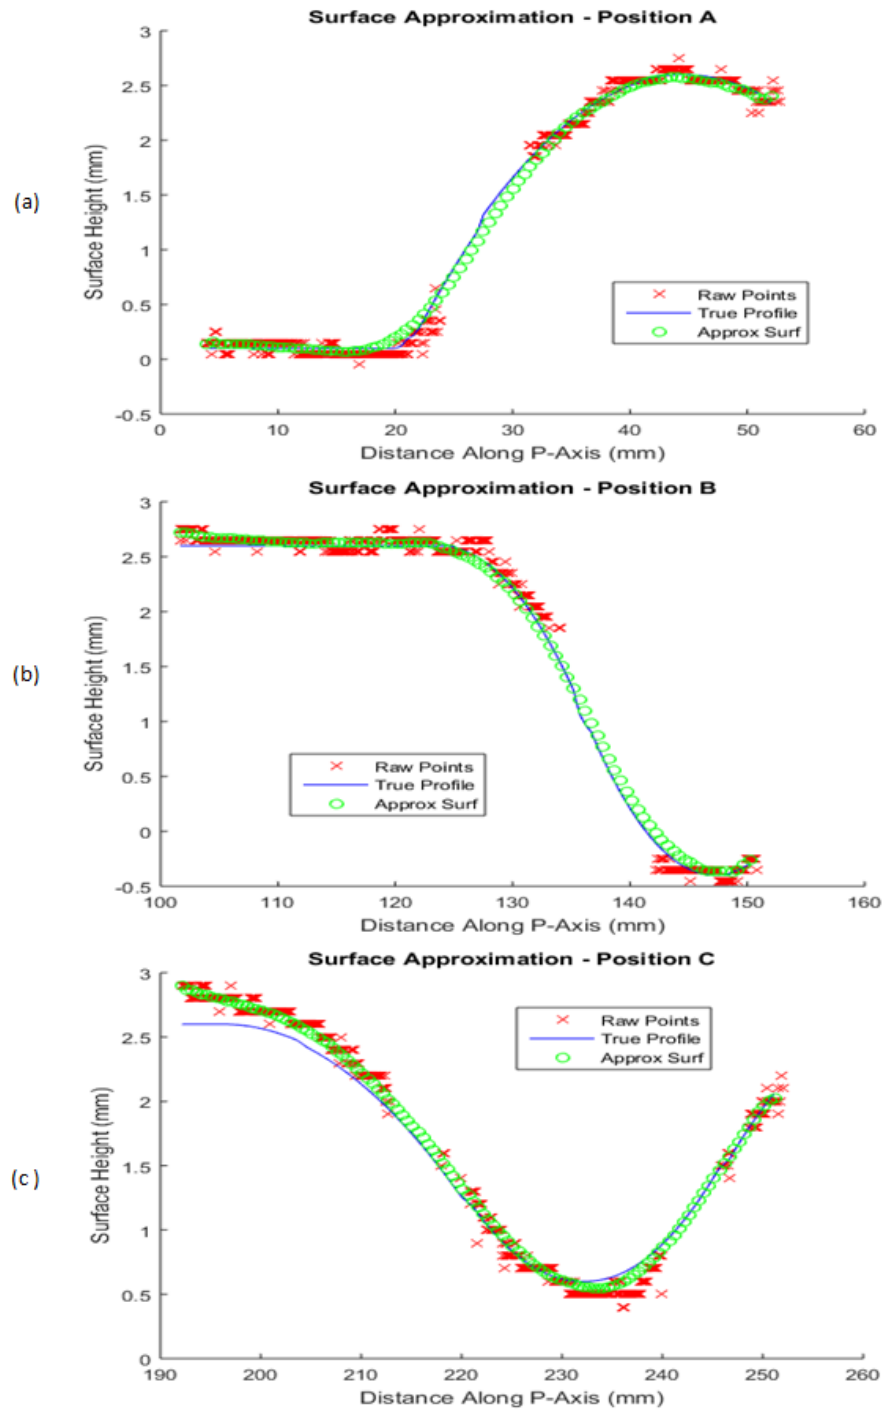 Surface Approximation - Position A
(a)
Surface Height (mm)
3
2.5
2
1.5
1
0.5
0
-0.5
Raw Points
True Profile
Approx Surf
0 10 20 30 40 50 60
Distance Along P-Axis (mm)
Surface Approximation - Position B
(b)
Surface Height (mm)
3
2.5
2
1.5
1
0.5
0
-0.5
Raw Points
True Profile
Approx Surf
100 110 120 130 140 150 160
Distance Along P-Axis (mm)
Surface Approximation - Position C
(c)
Surface Height (mm)
3
2.5
2
1.5
1
0.5
0
Raw Points
True Profile
Approx Surf
190 200 210 220 230 240 250 260
Distance Along P-Axis (mm)